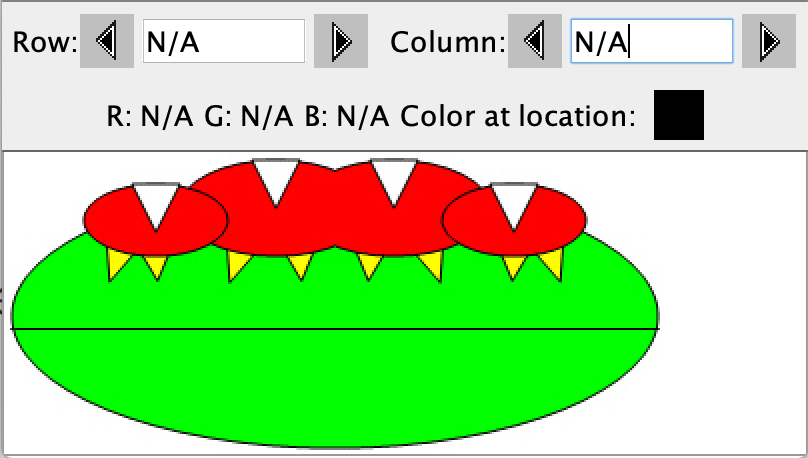 Row: N/A Column: N/A
R: N/A G: N/A B: N/A Color at location: